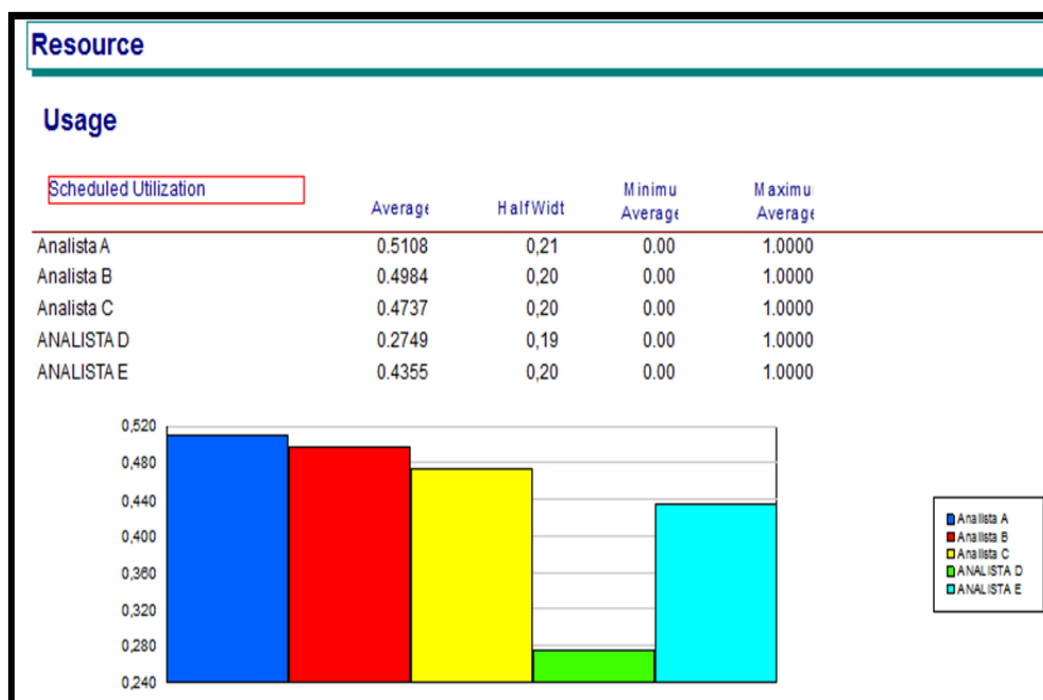 Resource
Usage
Scheduled Utilization
Average HalfWidt Minimu Average Maximu Average
Analista A 0.5108 0,21 0.00 1.0000
Analista B 0.4984 0,20 0.00 1.0000
Analista C 0.4737 0,20 0.00 1.0000
ANALISTA D 0.2749 0,19 0.00 1.0000
ANALISTA E 0.4355 0,20 0.00 1.0000
0,520
0,480
0,440
0,400
0,360
0,320
0,280
0,240
Analista A
Analista B
Analista C
ANALISTA D
ANALISTA E